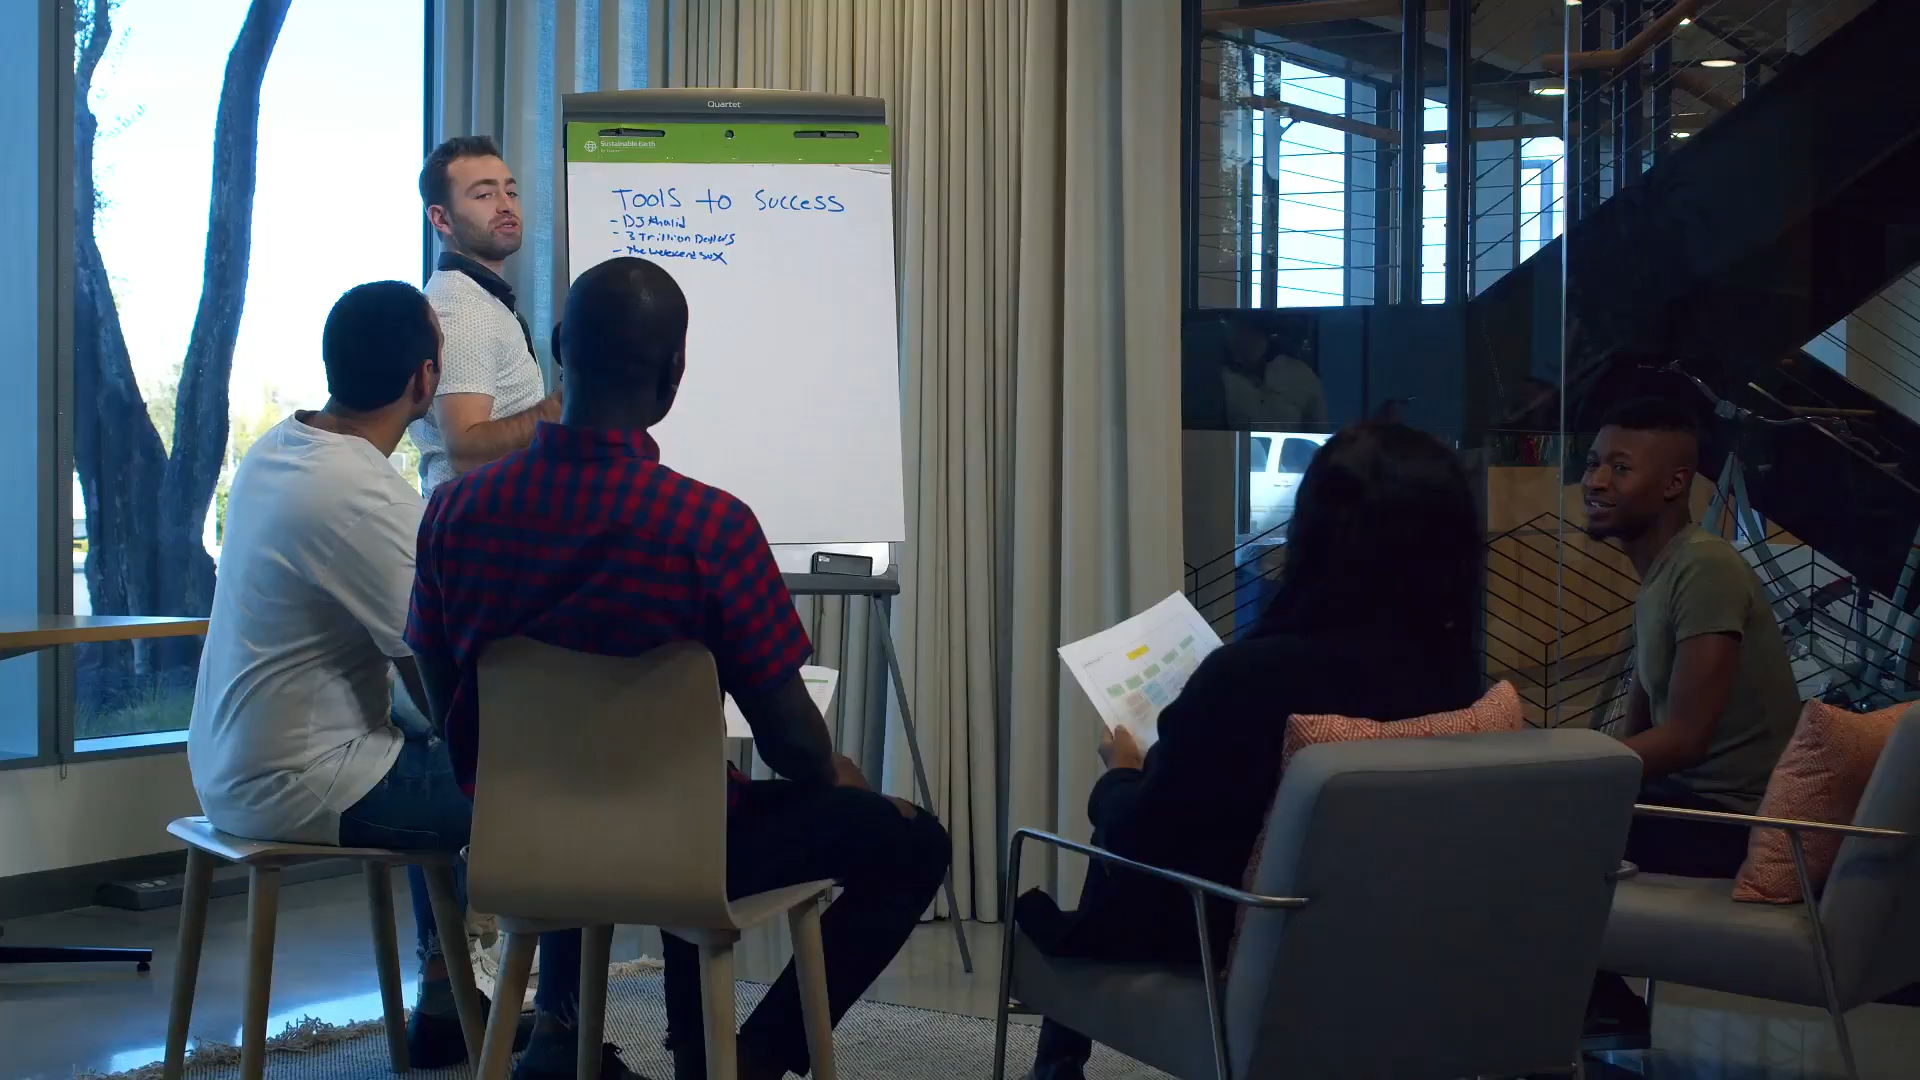 Quartet
Sustainable Earth
Tools to Success
- DJ Khalid
- 3 Trillion Dollars
- The Weekend sux